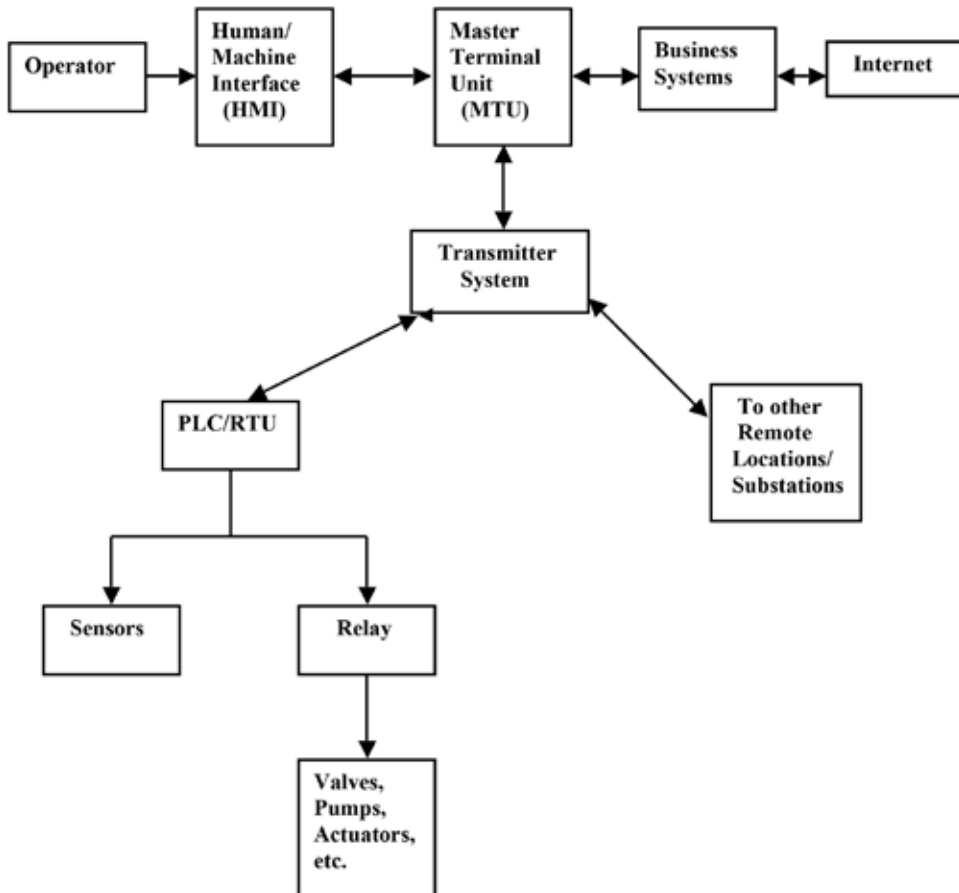 Operator
Human/
Machine
Interface
(HMI)
Master
Terminal
Unit
(MTU)
Business
Systems
Internet
Transmitter
System
PLC/RTU
To other
Remote
Locations/
Substations
Sensors
Relay
Valves,
Pumps,
Actuators,
etc.